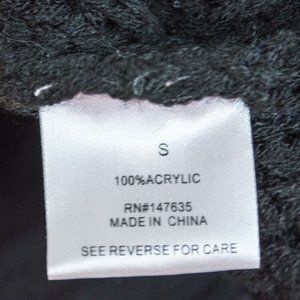 S
100%ACRYLIC
RN#147635
MADE IN CHINA
SEE REVERSE FOR CARE